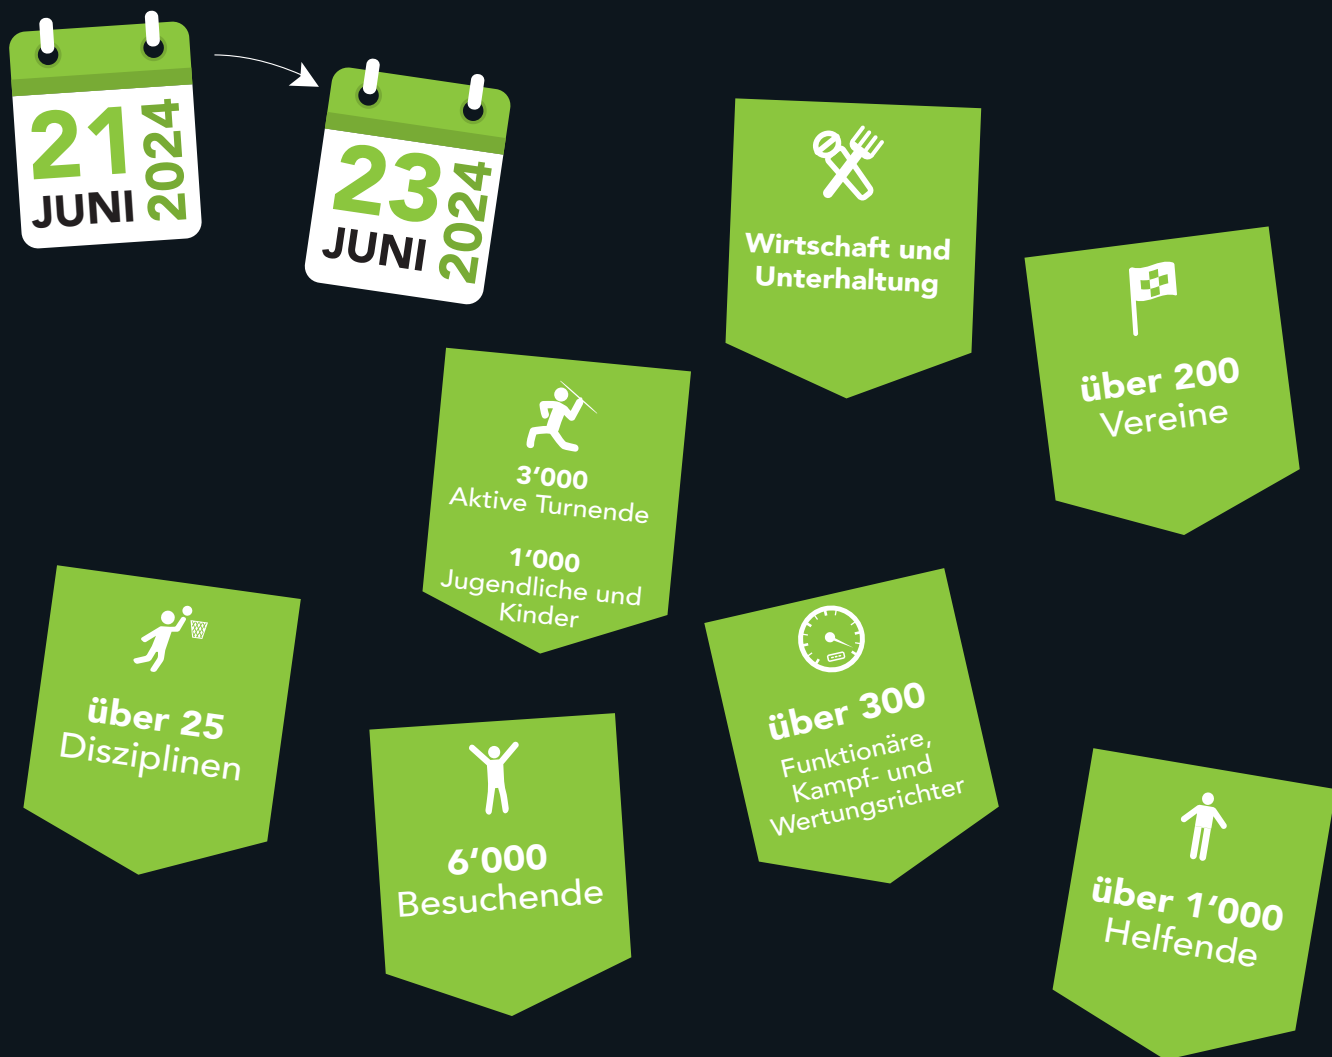 21
JUNI
2024
23
JUNI
2024
Wirtschaft und
Unterhaltung
über 200
Vereine
3‘000
Aktive Turnende
1‘000
Jugendliche und
Kinder
über 25
Disziplinen
6‘000
Besuchende
über 300
Funktionäre,
Kampf- und
Wertungsrichter
über 1‘000
Helfende